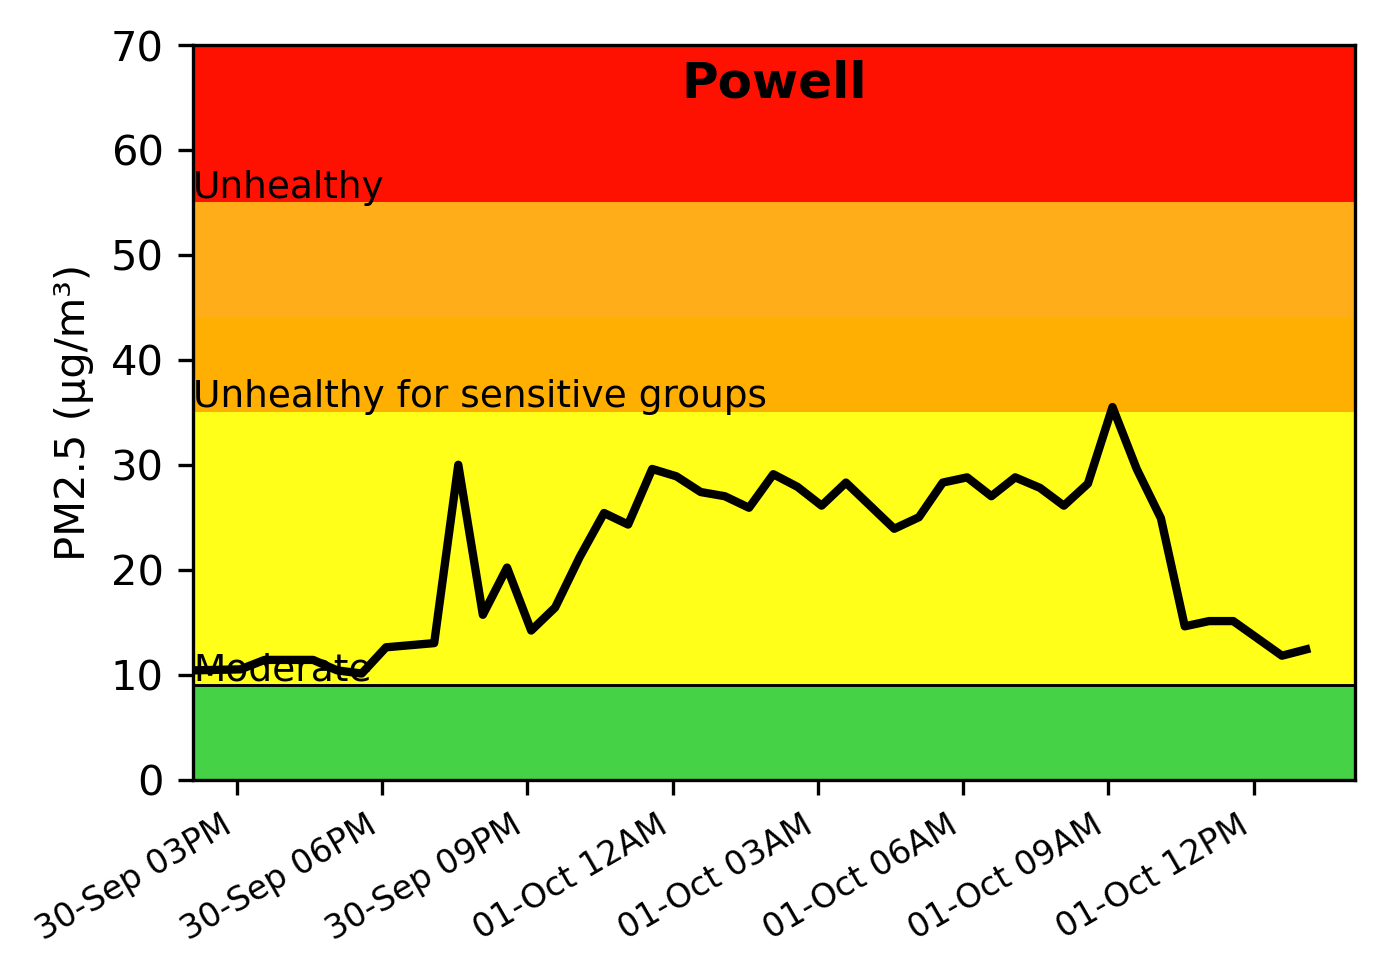 Powell
PM2.5 (µg/m³)
70
60
50
40
30
20
10
0
Unhealthy
Unhealthy for sensitive groups
Moderate
30-Sep 03PM
30-Sep 06PM
30-Sep 09PM
01-Oct 12AM
01-Oct 03AM
01-Oct 06AM
01-Oct 09AM
01-Oct 12PM